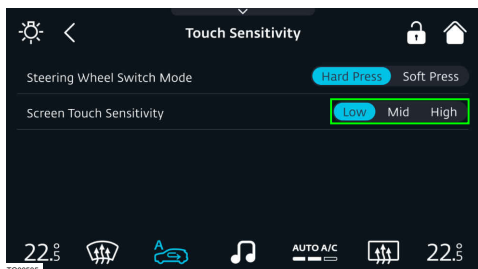 Touch Sensitivity
Steering Wheel Switch Mode Hard Press Soft Press
Screen Touch Sensitivity Low Mid High
22.5° A AUTO A/C 22.5°